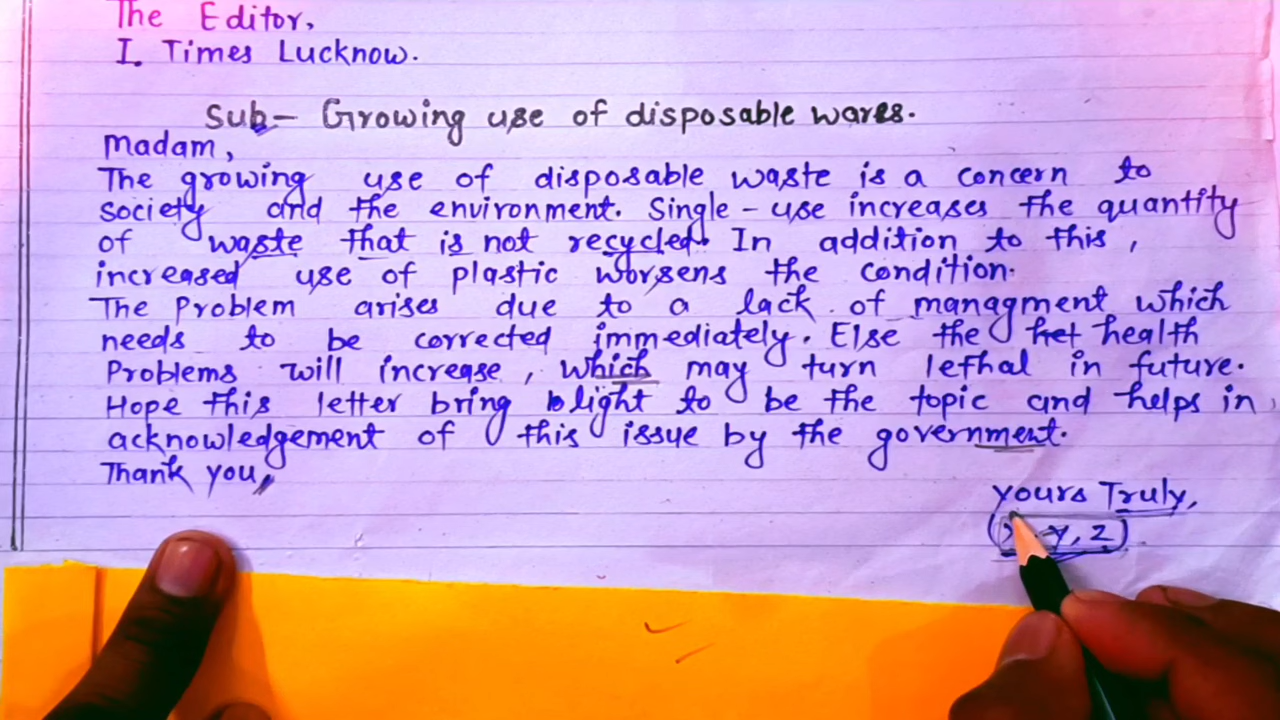 The Editor,
I. Times Lucknow.
Sub- Growing use of disposable wares.
Madam,
The growing use of disposable waste is a concern to
society and the environment. Single-use increases the quantity
of waste that is not recycled. In addition to this,
increased use of plastic worsens the condition.
The Problem arises due to a lack of managment which
needs to be corrected immediately. Else the health
Problems will increase, which may turn lethal in future.
Hope this letter bring blight to be the topic and helps in
acknowledgement of this issue by the government.
Thank you,
yours Truly,
Y, Z